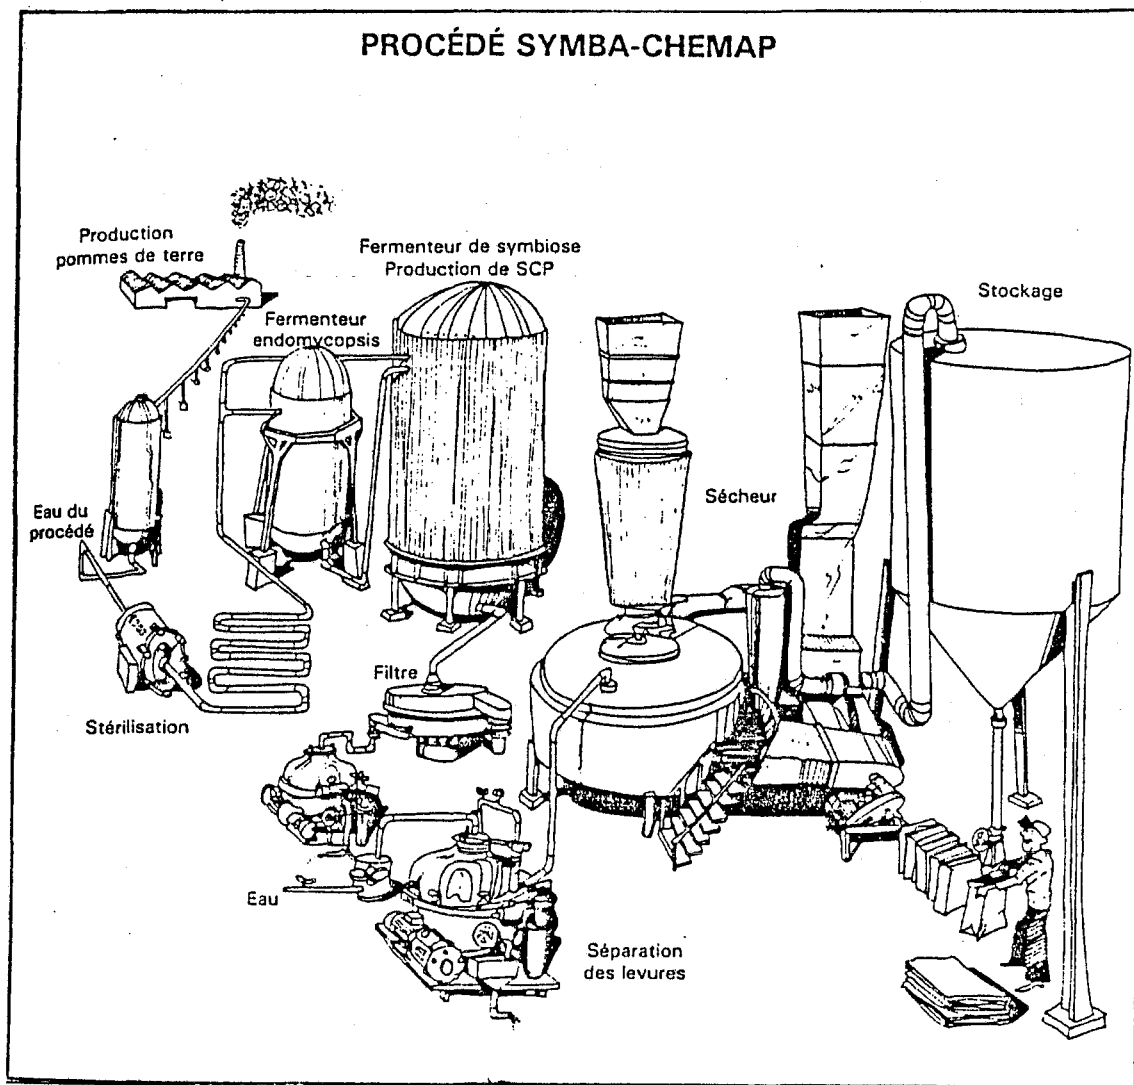 PROCÉDÉ SYMBA-CHEMAP
Production
pommes de terre
Fermenteur de symbiose
Production de SCP
Stockage
Fermenteur
endomycopsis
Sécheur
Eau du
procédé
Filtre
Stérilisation
Eau
Séparation
des levures